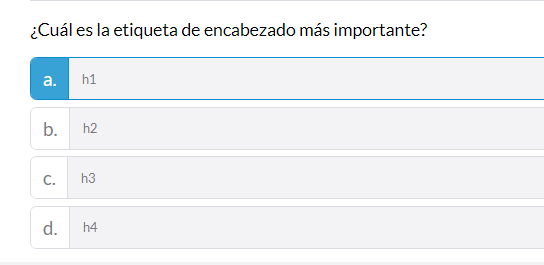 ¿Cuál es la etiqueta de encabezado más importante?
a. h1
b. h2
c. h3
d. h4